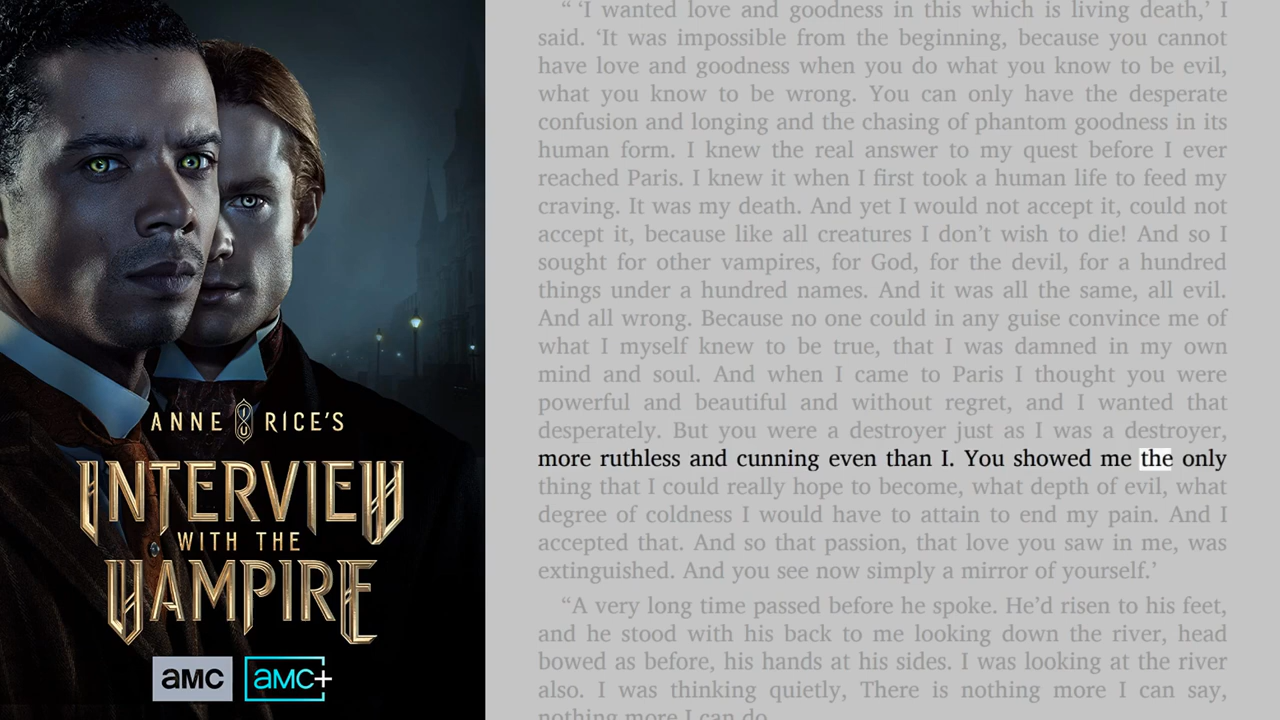 ANNE RICE'S
INTERVIEW
WITH THE
VAMPIRE
amc
amc+
“ ‘I wanted love and goodness in this which is living death,’ I
said. ‘It was impossible from the beginning, because you cannot
have love and goodness when you do what you know to be evil,
what you know to be wrong. You can only have the desperate
confusion and longing and the chasing of phantom goodness in its
human form. I knew the real answer to my quest before I ever
reached Paris. I knew it when I first took a human life to feed my
craving. It was my death. And yet I would not accept it, could not
accept it, because like all creatures I don’t wish to die! And so I
sought for other vampires, for God, for the devil, for a hundred
things under a hundred names. And it was all the same, all evil.
And all wrong. Because no one could in any guise convince me of
what I myself knew to be true, that I was damned in my own
mind and soul. And when I came to Paris I thought you were
powerful and beautiful and without regret, and I wanted that
desperately. But you were a destroyer just as I was a destroyer,
more ruthless and cunning even than I. You showed me the only
thing that I could really hope to become, what depth of evil, what
degree of coldness I would have to attain to end my pain. And I
accepted that. And so that passion, that love you saw in me, was
extinguished. And you see now simply a mirror of yourself.’
“A very long time passed before he spoke. He’d risen to his feet,
and he stood with his back to me looking down the river, head
bowed as before, his hands at its sides. I was looking at the river
also. I was thinking quietly, There is nothing more I can say,
nothing more I can do.